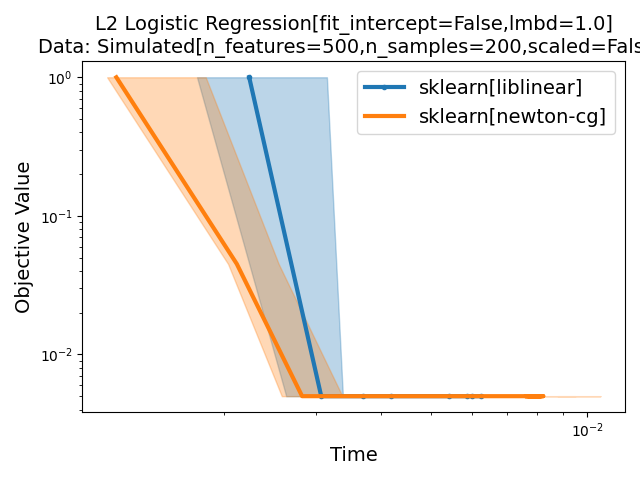 L2 Logistic Regression[fit_intercept=False,lmbd=1.0]
Data: Simulated[n_features=500,n_samples=200,scaled=Fals
sklearn[liblinear]
sklearn[newton-cg]
10⁰
10⁻¹
10⁻²
Objective Value
10⁻²
Time